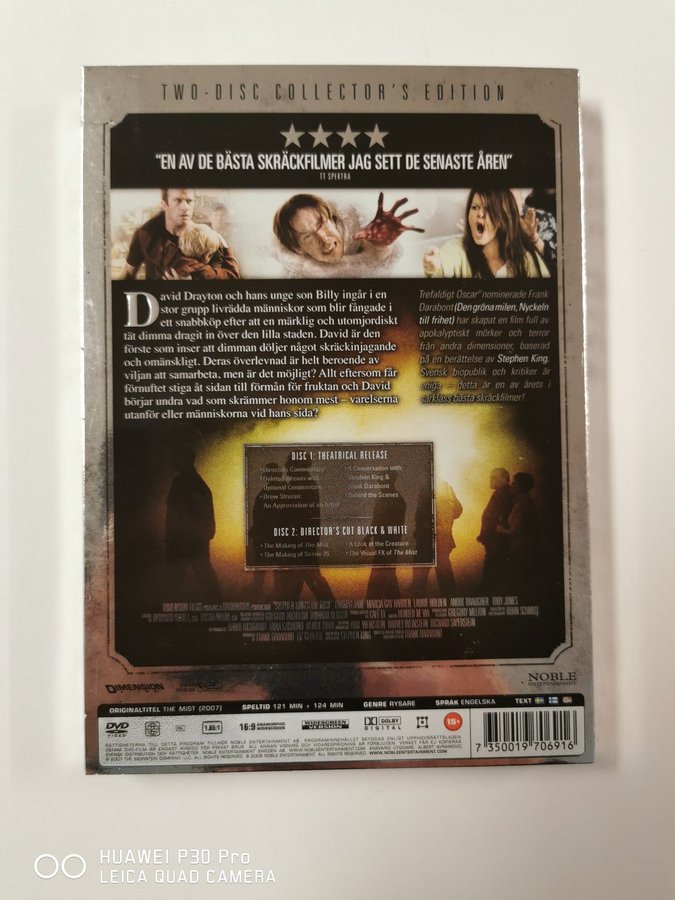 TWO-DISC COLLECTOR'S EDITION
"EN AV DE BÄSTA SKRÄCKFILMER JAG SETT DE SENASTE ÅREN"
TT SPEKTRA
David Drayton och hans unge son Billy ingår i en
stor grupp livrädda människor som blir fångade i
ett snabbköp efter att en märklig och utomjordiskt
tät dimma dragit in över den lilla staden. David är den
förste som inser att dimman döljer något skräckinjagande
och omänskligt. Deras överlevnad är helt beroende av
viljan att samarbeta, men är det möjligt? Allt eftersom får
förnuftet stiga åt sidan till förmån för fruktan och David
börjar undra vad som skrämmer honom mest – varelserna
utanför eller människorna vid hans sida?
Trefaldigt Oscar® nominerade Frank
Darabont (Den gröna milen, Nyckeln
till frihet) har skapat en film full av
apokalyptiskt mörker och terror
från andra dimensioner, baserad
på en berättelse av Stephen King.
Svensk biopublik och kritiker är
eniga – detta är en av årets i
särklass bästa skräckfilmer!
DISC 1: THEATRICAL RELEASE
• Directors Commentary
• Deleted Scenes with
Optional Commentary
• Drew Struzan:
An Appreciation of an Artist
• A Conversation with
Stephen King &
Frank Darabont
• Behind the Scenes
DISC 2: DIRECTOR'S CUT BLACK & WHITE
• The Making of The Mist
• The Making of Scene 35
• A Look at the Creature
• The Visual FX of The Mist
DIMENSION
NOBLE
ENTERTAINMENT
ORIGINALTITEL THE MIST (2007) SPELTID 121 MIN + 124 MIN GENRE RYSARE SPRÅK ENGELSKA TEXT
DVD
VIDEO
1.85:1
16:9 ANAMORPHIC
WIDESCREEN
WIDESCREEN
VERSION
DOLBY
DIGITAL
15+
7 350019 706916
HUAWEI P30 Pro
LEICA QUAD CAMERA